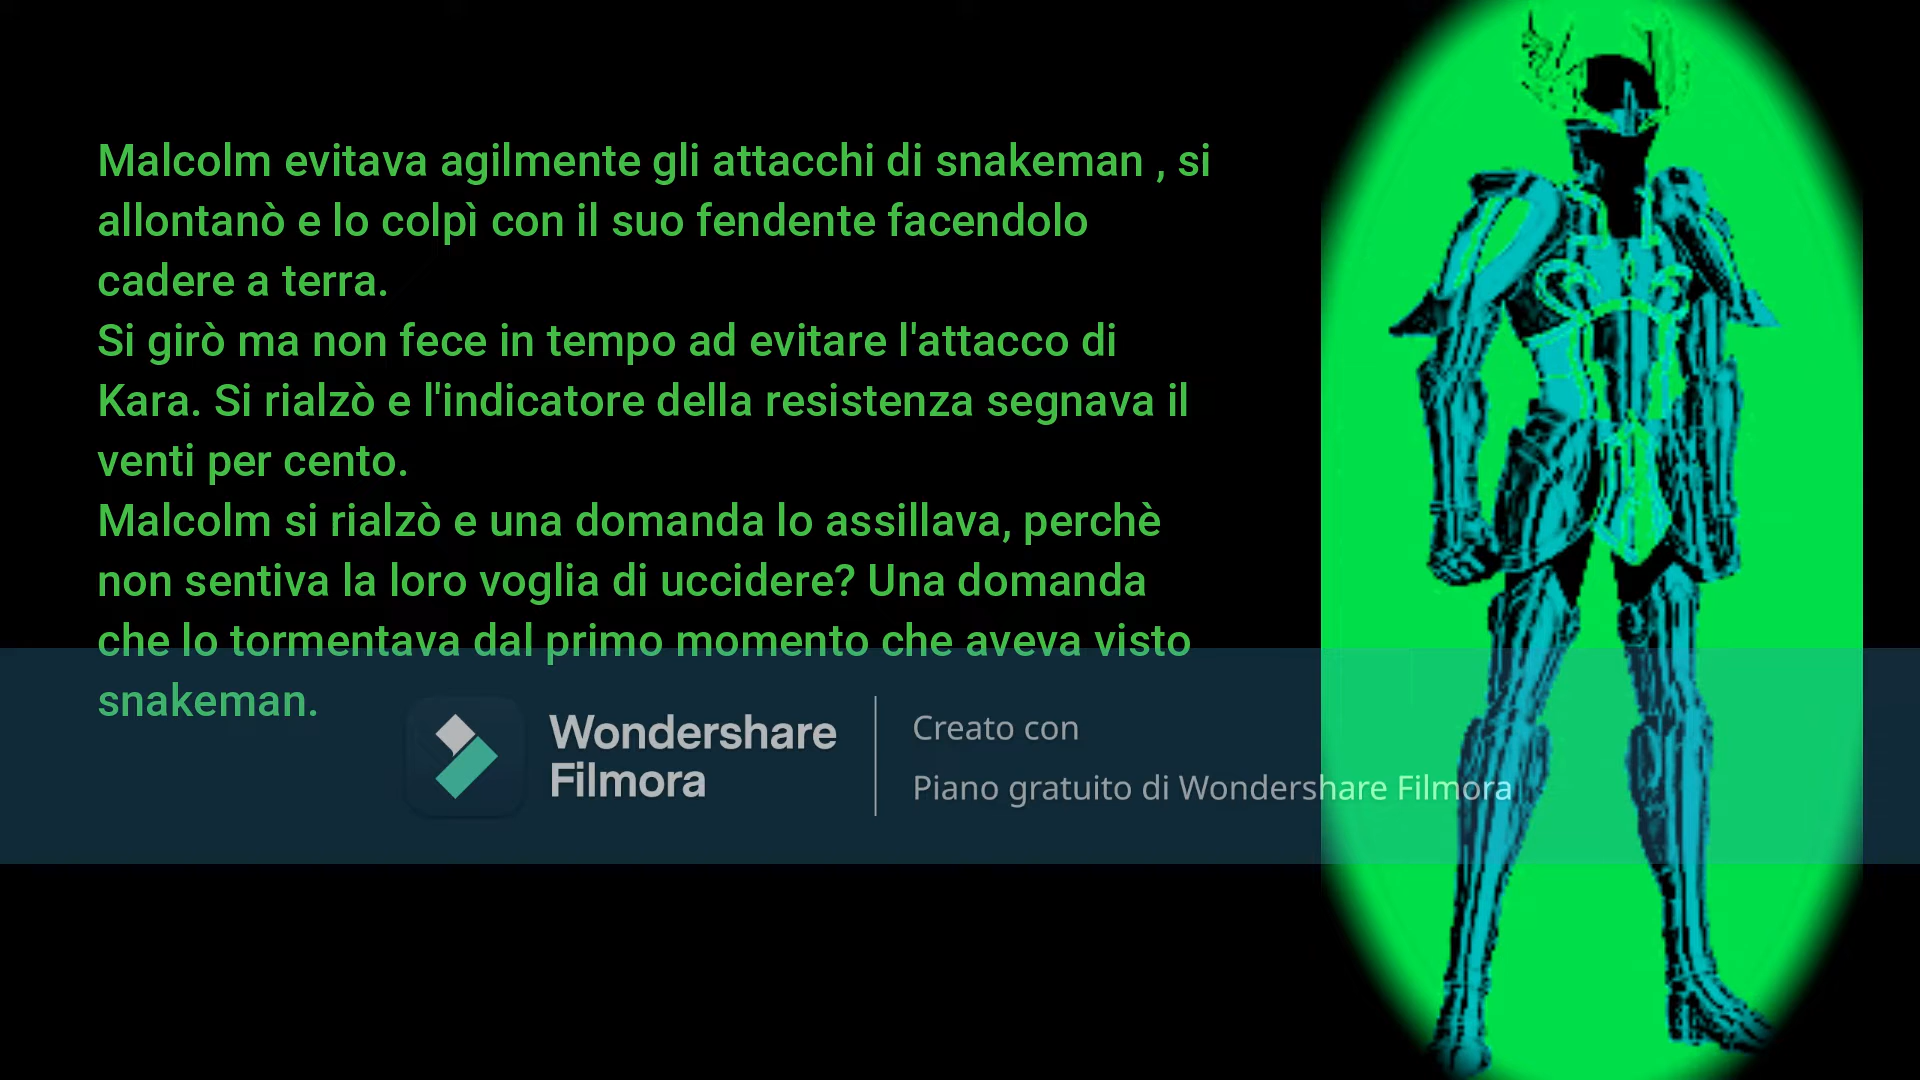 Malcolm evitava agilmente gli attacchi di snakeman , si
allontanò e lo colpì con il suo fendente facendolo
cadere a terra.
Si girò ma non fece in tempo ad evitare l'attacco di
Kara. Si rialzò e l'indicatore della resistenza segnava il
venti per cento.
Malcolm si rialzò e una domanda lo assillava, perchè
non sentiva la loro voglia di uccidere? Una domanda
che lo tormentava dal primo momento che aveva visto
snakeman.
Wondershare
Filmora
Creato con
Piano gratuito di Wondershare Filmora